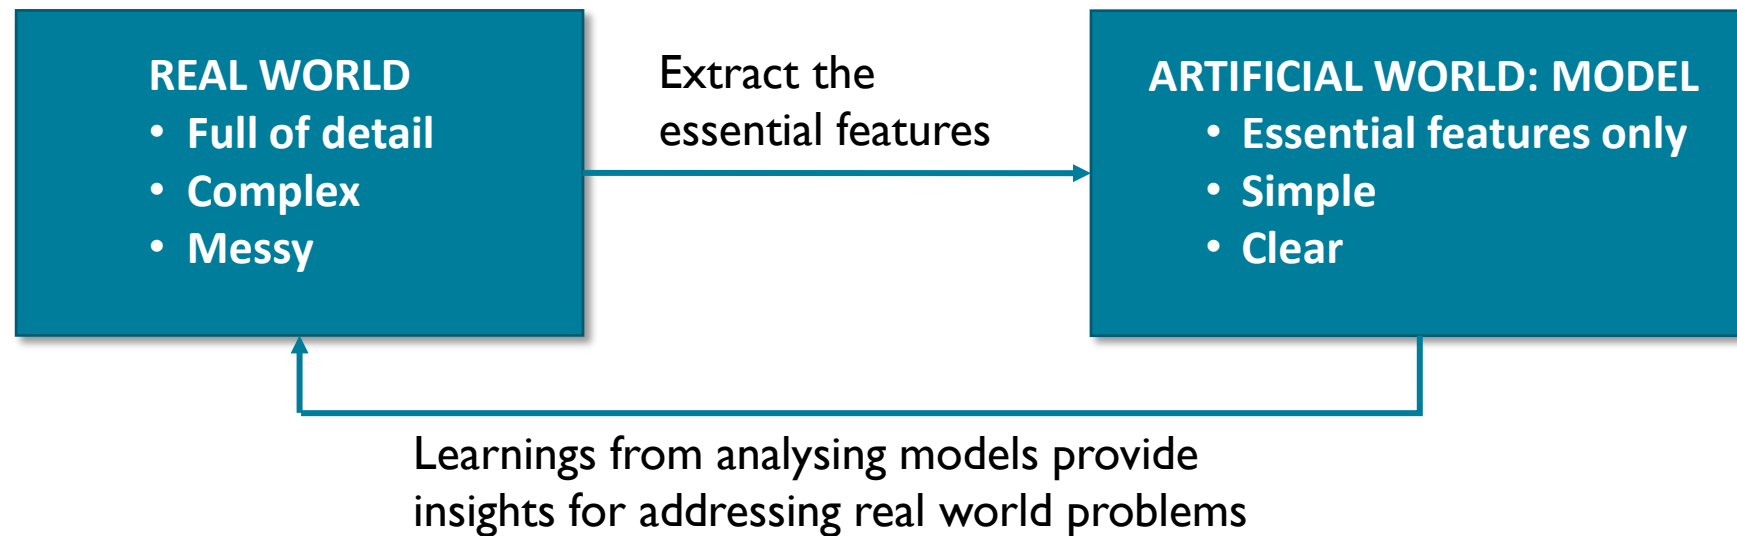 REAL WORLD
• Full of detail
• Complex
• Messy
Extract the
essential features
ARTIFICIAL WORLD: MODEL
• Essential features only
• Simple
• Clear
Learnings from analysing models provide
insights for addressing real world problems